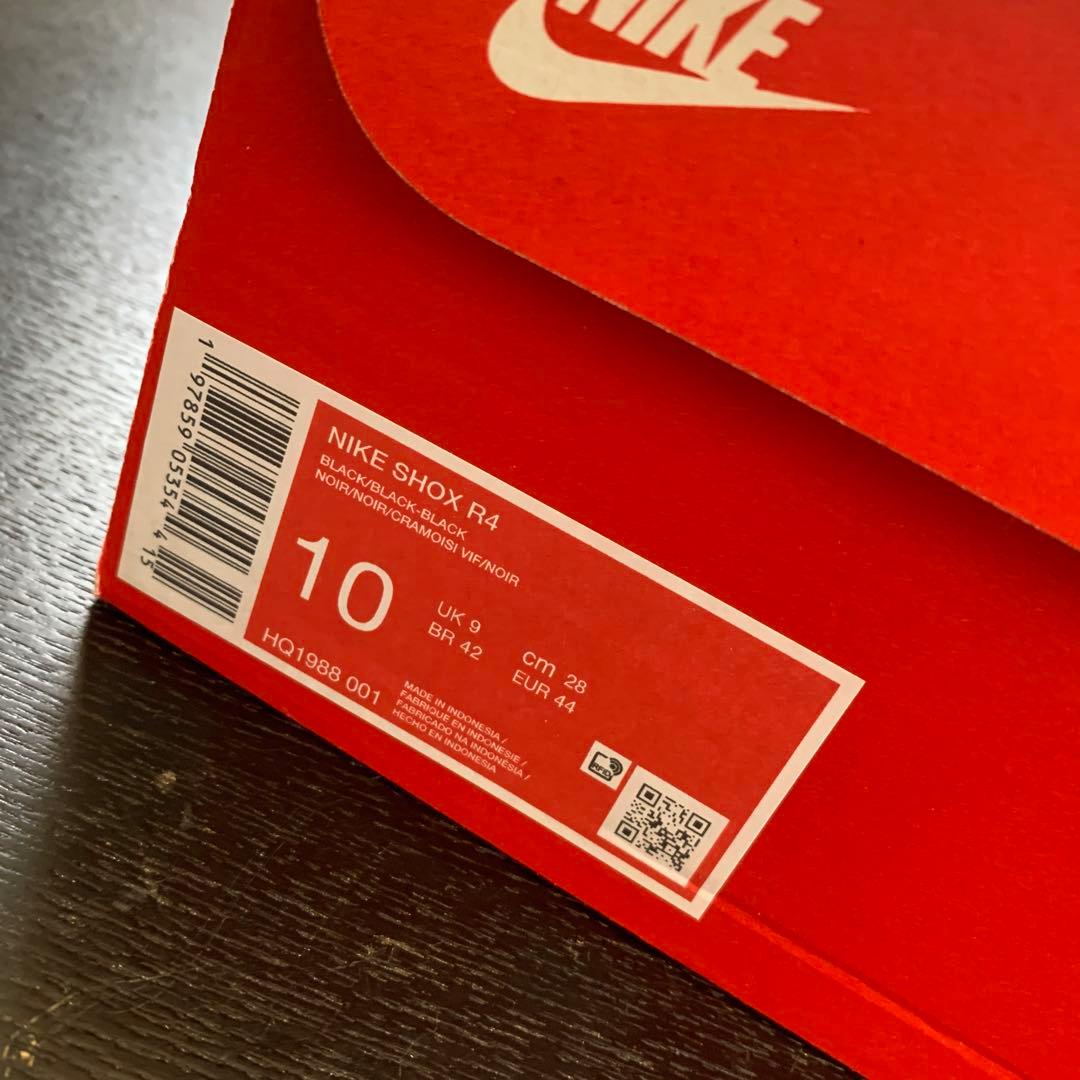 NIKE
1 97859 05354 4 15
NIKE SHOX R4
BLACK/BLACK-BLACK
NOIR/NOIR/CRAMOISI VIF/NOIR
10
UK 9
BR 42
cm 28
EUR 44
HQ1988 001
MADE IN INDONESIA /
FABRIQUE EN INDONESIE /
FABRICADO NA INDONÉSIA /
HECHO EN INDONESIA
RFID